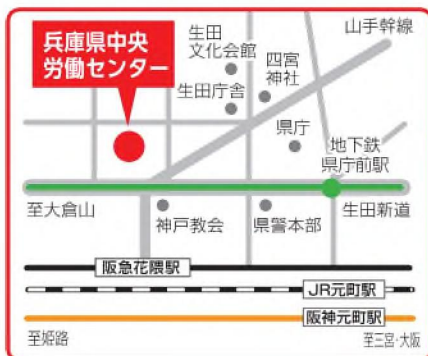 兵庫県中央
労働センター
生田
文化会館
山手幹線
四宮
神社
生田庁舎
県庁
地下鉄
県庁前駅
至大倉山
神戸教会
県警本部
生田新道
阪急花隈駅
JR元町駅
阪神元町駅
至姫路
至三宮・大阪